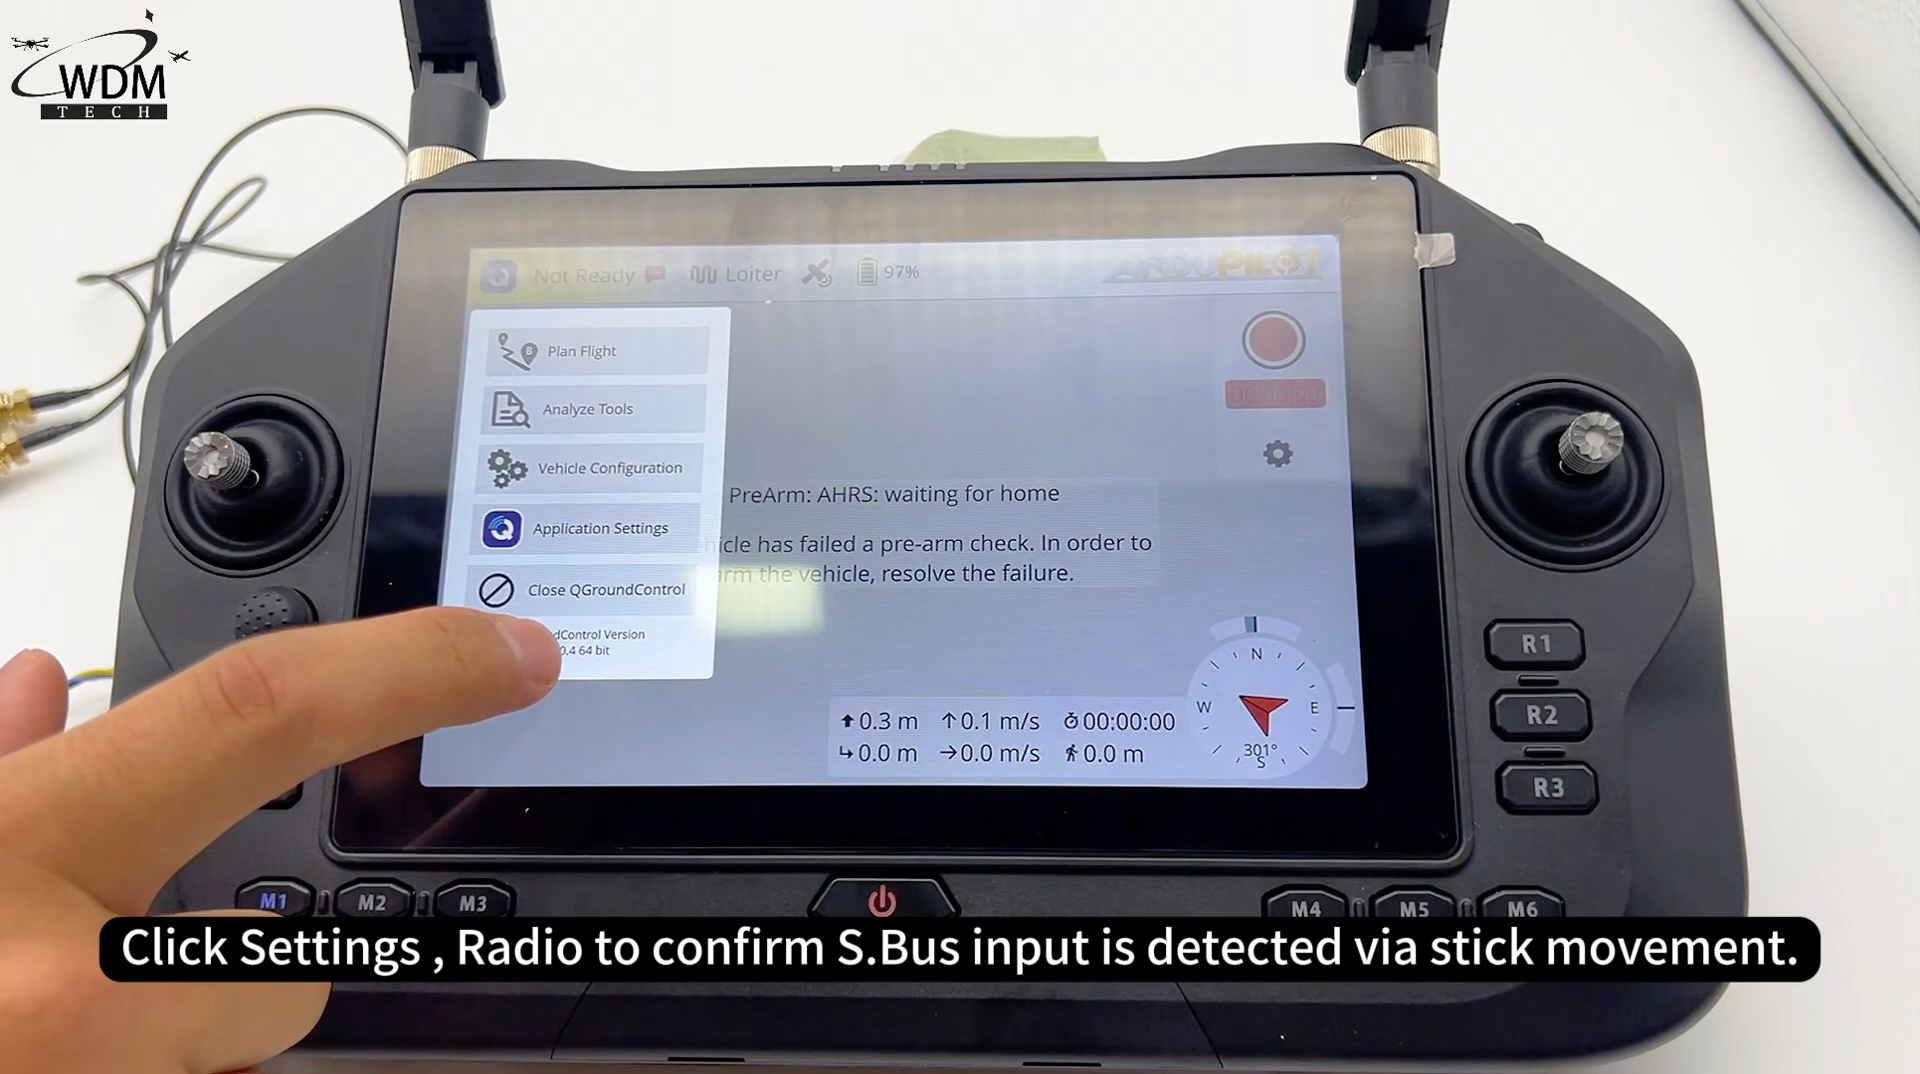 WDM
TECH
Not Ready
Loiter
97%
ARDUPILOT
Plan Flight
Analyze Tools
Vehicle Configuration
Application Settings
Close QGroundControl
dControl Version
0.4 64 bit
PreArm: AHRS: waiting for home
icle has failed a pre-arm check. In order to
arm the vehicle, resolve the failure.
0.3 m
0.1 m/s
00:00:00
0.0 m
0.0 m/s
0.0 m
N
W
E
301°
S
R1
R2
R3
M1
M2
M3
M4
M5
M6
Click Settings , Radio to confirm S.Bus input is detected via stick movement.